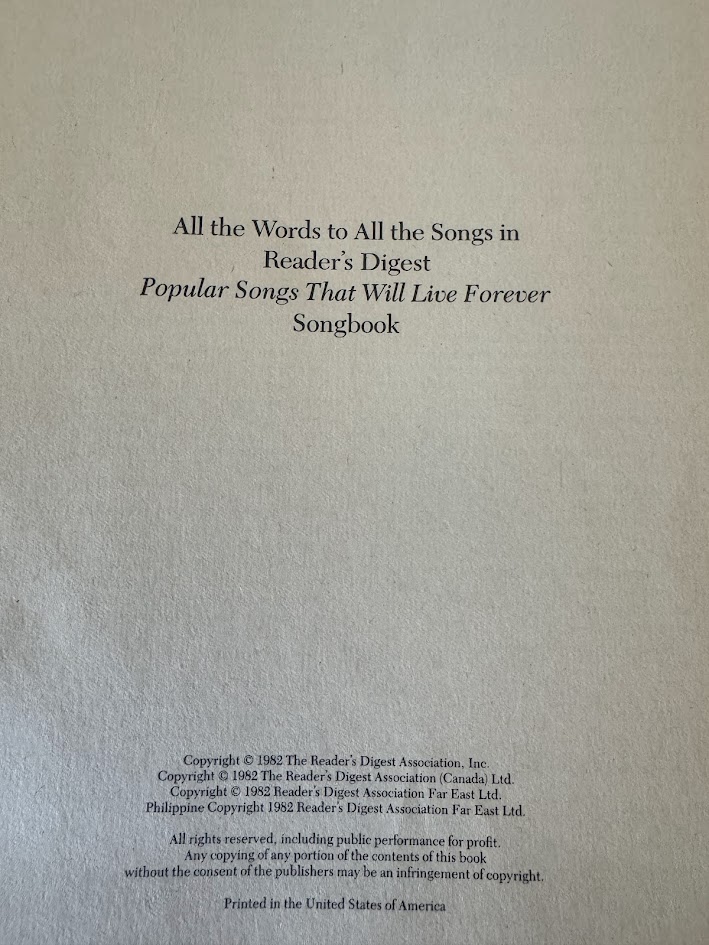 All the Words to All the Songs in
Reader's Digest
Popular Songs That Will Live Forever
Songbook
Copyright © 1982 The Reader's Digest Association, Inc.
Copyright © 1982 The Reader's Digest Association (Canada) Ltd.
Copyright © 1982 Reader's Digest Association Far East Ltd.
Philippine Copyright 1982 Reader's Digest Association Far East Ltd.
All rights reserved, including public performance for profit.
Any copying of any portion of the contents of this book
without the consent of the publishers may be an infringement of copyright.
Printed in the United States of America